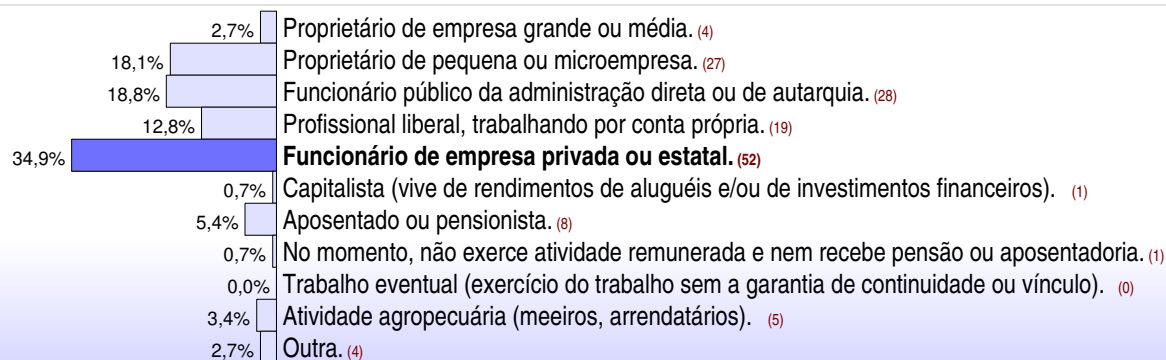 2,7% Proprietário de empresa grande ou média. (4)
18,1% Proprietário de pequena ou microempresa. (27)
18,8% Funcionário público da administração direta ou de autarquia. (28)
12,8% Profissional liberal, trabalhando por conta própria. (19)
34,9% Funcionário de empresa privada ou estatal. (52)
0,7% Capitalista (vive de rendimentos de aluguéis e/ou de investimentos financeiros). (1)
5,4% Aposentado ou pensionista. (8)
0,7% No momento, não exerce atividade remunerada e nem recebe pensão ou aposentadoria. (1)
0,0% Trabalho eventual (exercício do trabalho sem a garantia de continuidade ou vínculo). (0)
3,4% Atividade agropecuária (meeiros, arrendatários). (5)
2,7% Outra. (4)